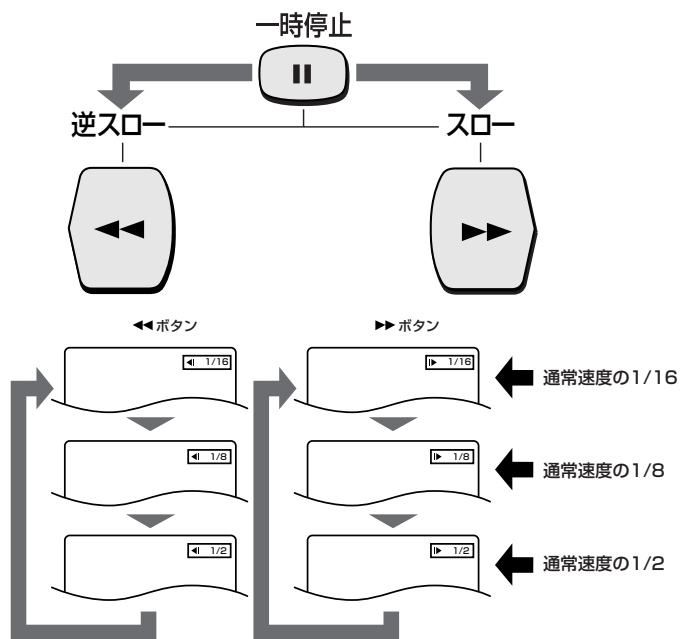 一時停止
逆スロー
スロー
◀◀ ボタン
▶▶ ボタン
1/16
1/16
通常速度の1/16
1/8
1/8
通常速度の1/8
1/2
1/2
通常速度の1/2